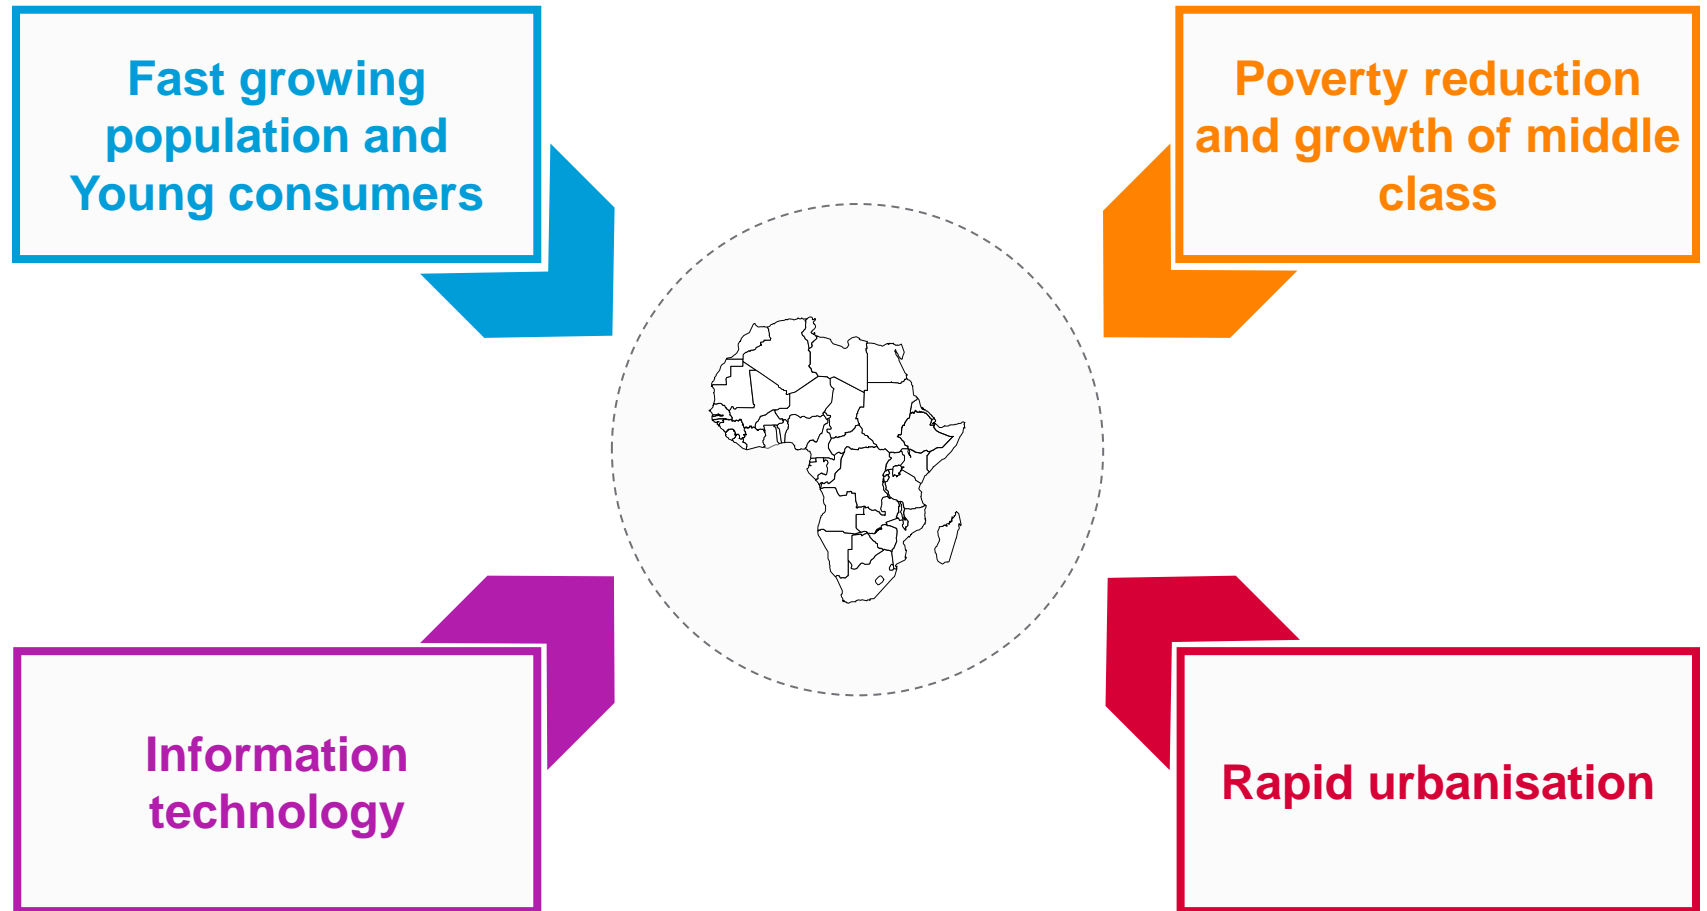 Fast growing
population and
Young consumers
Poverty reduction
and growth of middle
class
Information
technology
Rapid urbanisation